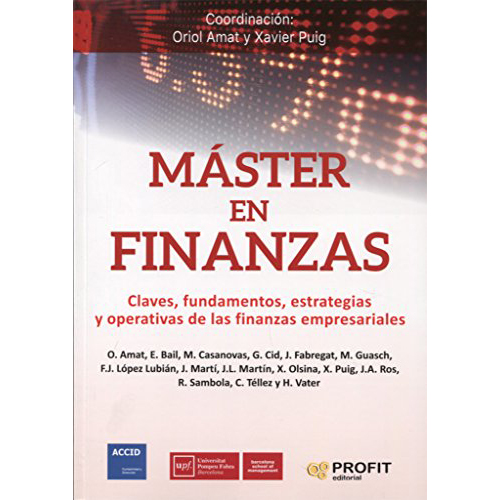 Coordinación:
Oriol Amat y Xavier Puig
MÁSTER
EN
FINANZAS
Claves, fundamentos, estrategias
y operativas de las finanzas empresariales
O. Amat, E. Bail, M. Casanovas, G. Cid, J. Fabregat, M. Guasch,
F.J. López Lubián, J. Martí, J.L. Martín, X. Olsina, X. Puig, J.A. Ros,
R. Sambola, C. Téllez y H. Vater
ACCID
upf.
Universitat
Pompeu Fabra
Barcelona
barcelona
school of
management
PROFIT
editorial